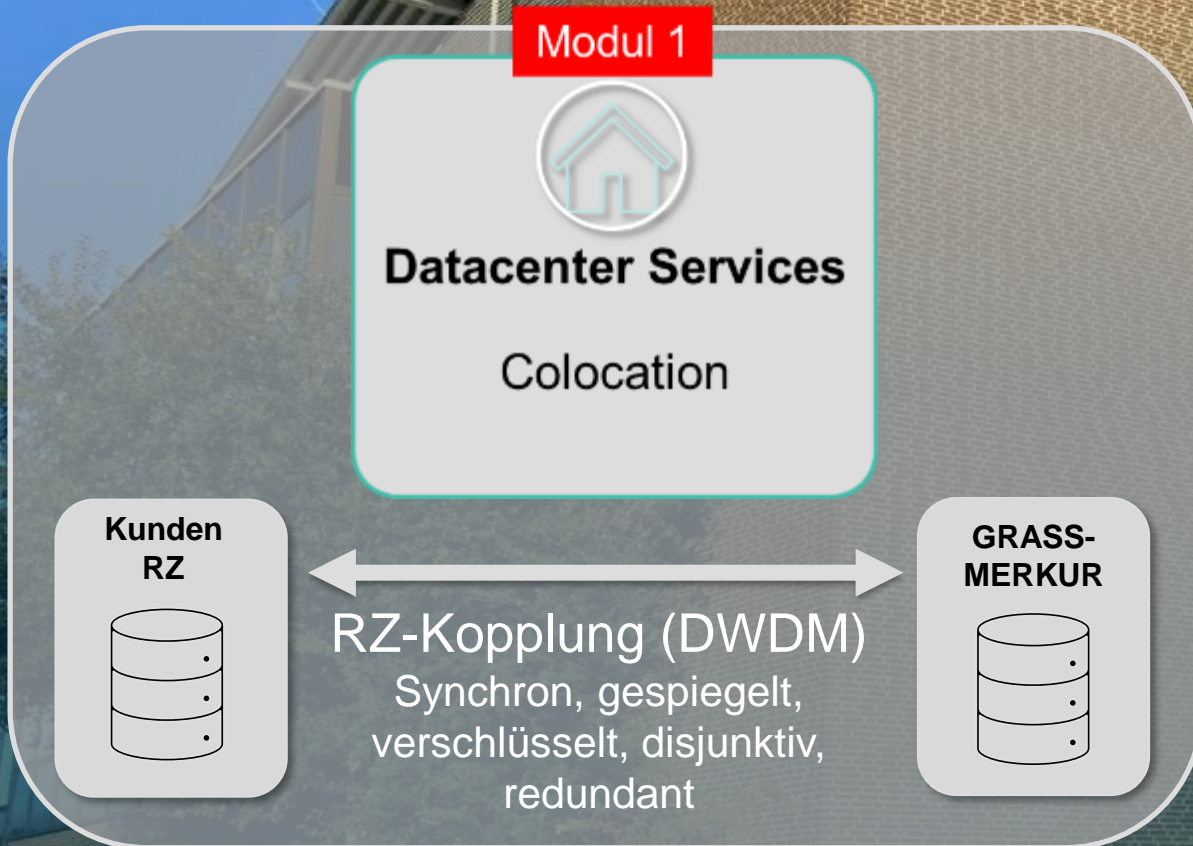 Modul 1
Datacenter Services
Colocation
Kunden
RZ
GRASS-
MERKUR
RZ-Kopplung (DWDM)
Synchron, gespiegelt,
verschlüsselt, disjunktiv,
redundant